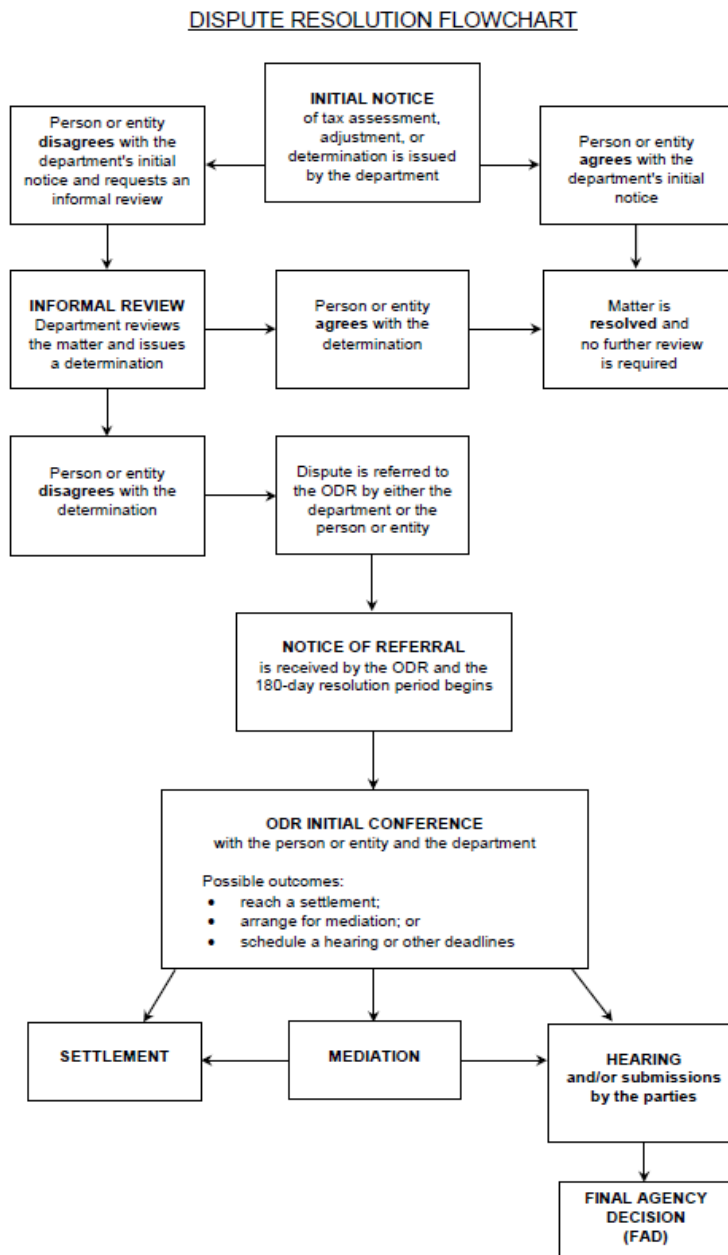 DISPUTE RESOLUTION FLOWCHART
INITIAL NOTICE
of tax assessment,
adjustment, or
determination is issued
by the department
Person or entity
disagrees with the
department's initial
notice and requests an
informal review
Person or entity
agrees with the
department's initial
notice
INFORMAL REVIEW
Department reviews
the matter and issues
a determination
Person or entity
agrees with the
determination
Matter is
resolved and
no further review
is required
Person or entity
disagrees with the
determination
Dispute is referred to
the ODR by either the
department or the
person or entity
NOTICE OF REFERRAL
is received by the ODR and the
180-day resolution period begins
ODR INITIAL CONFERENCE
with the person or entity and the department
Possible outcomes:
• reach a settlement;
• arrange for mediation; or
• schedule a hearing or other deadlines
SETTLEMENT
MEDIATION
HEARING
and/or submissions
by the parties
FINAL AGENCY
DECISION
(FAD)